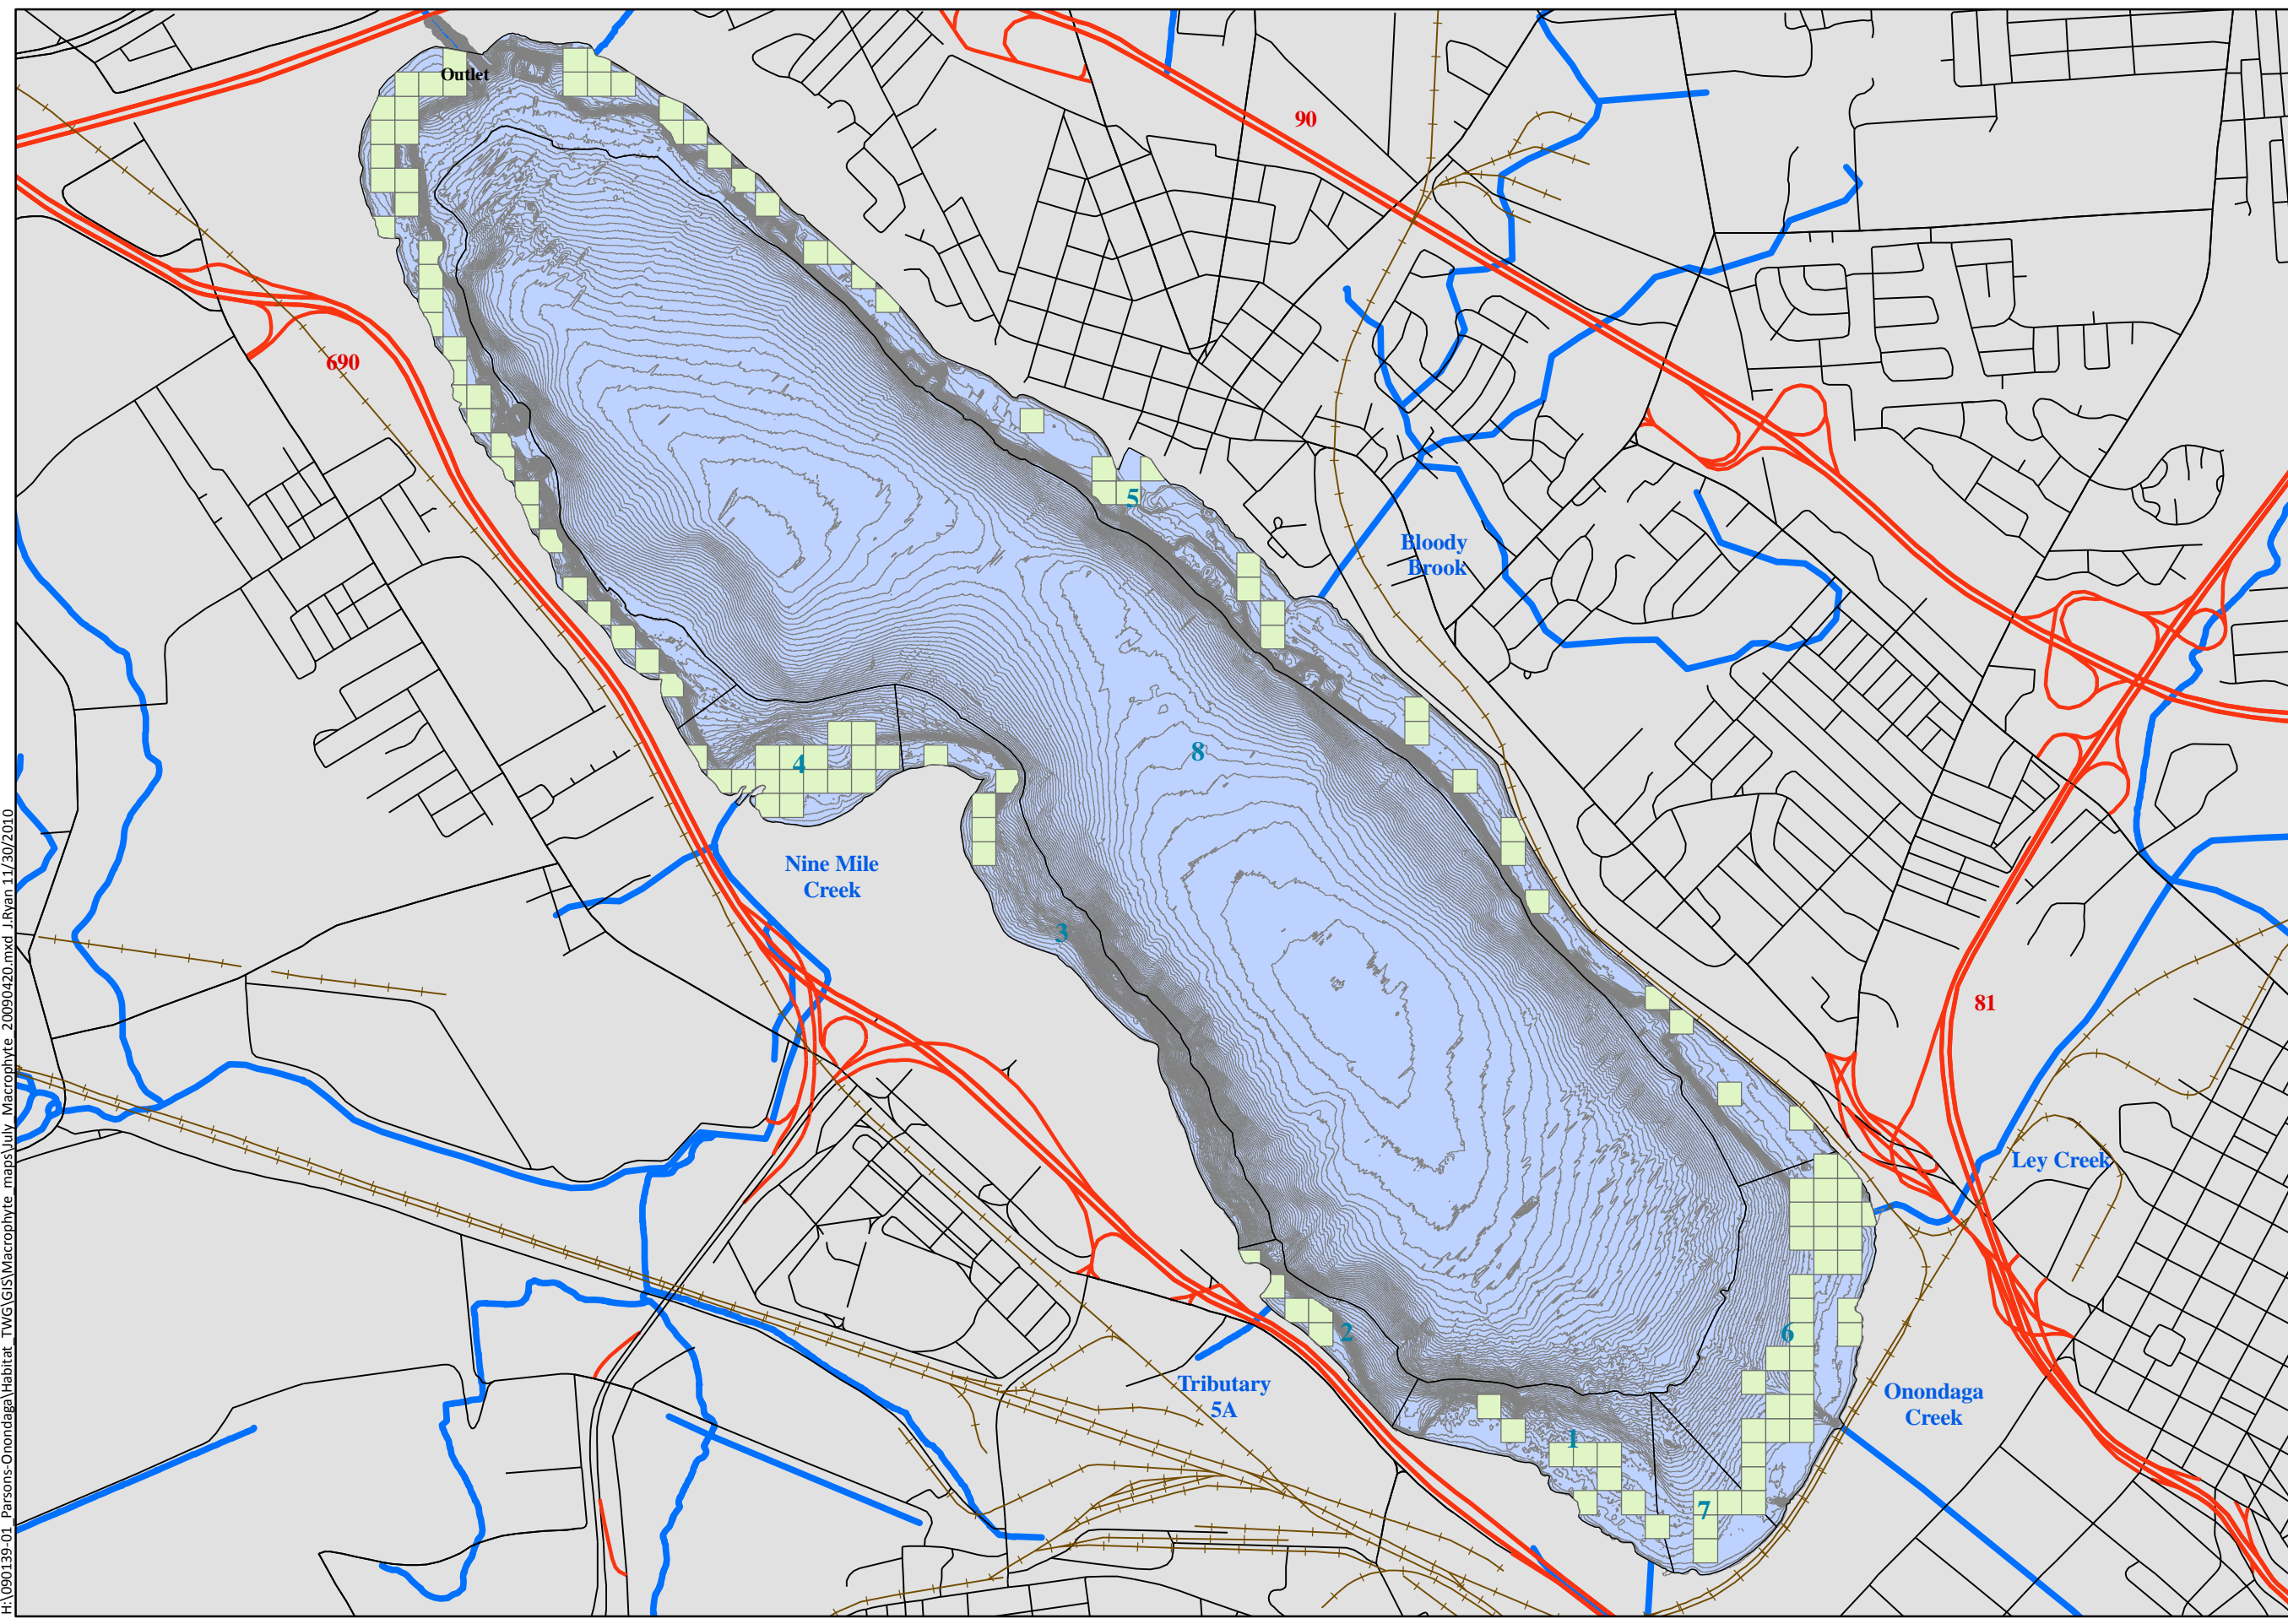 Outlet
90
690
5
Bloody
Brook
8
4
Nine Mile
Creek
3
81
Ley Creek
2
6
Tributary
5A
Onondaga
Creek
1
7
H:\090139-01_Parsons-Onondaga\Habitat_TWG\GIS\Macrophyte_maps\July_Macrophyte_20090420.mxd J.Ryan 11/30/2010